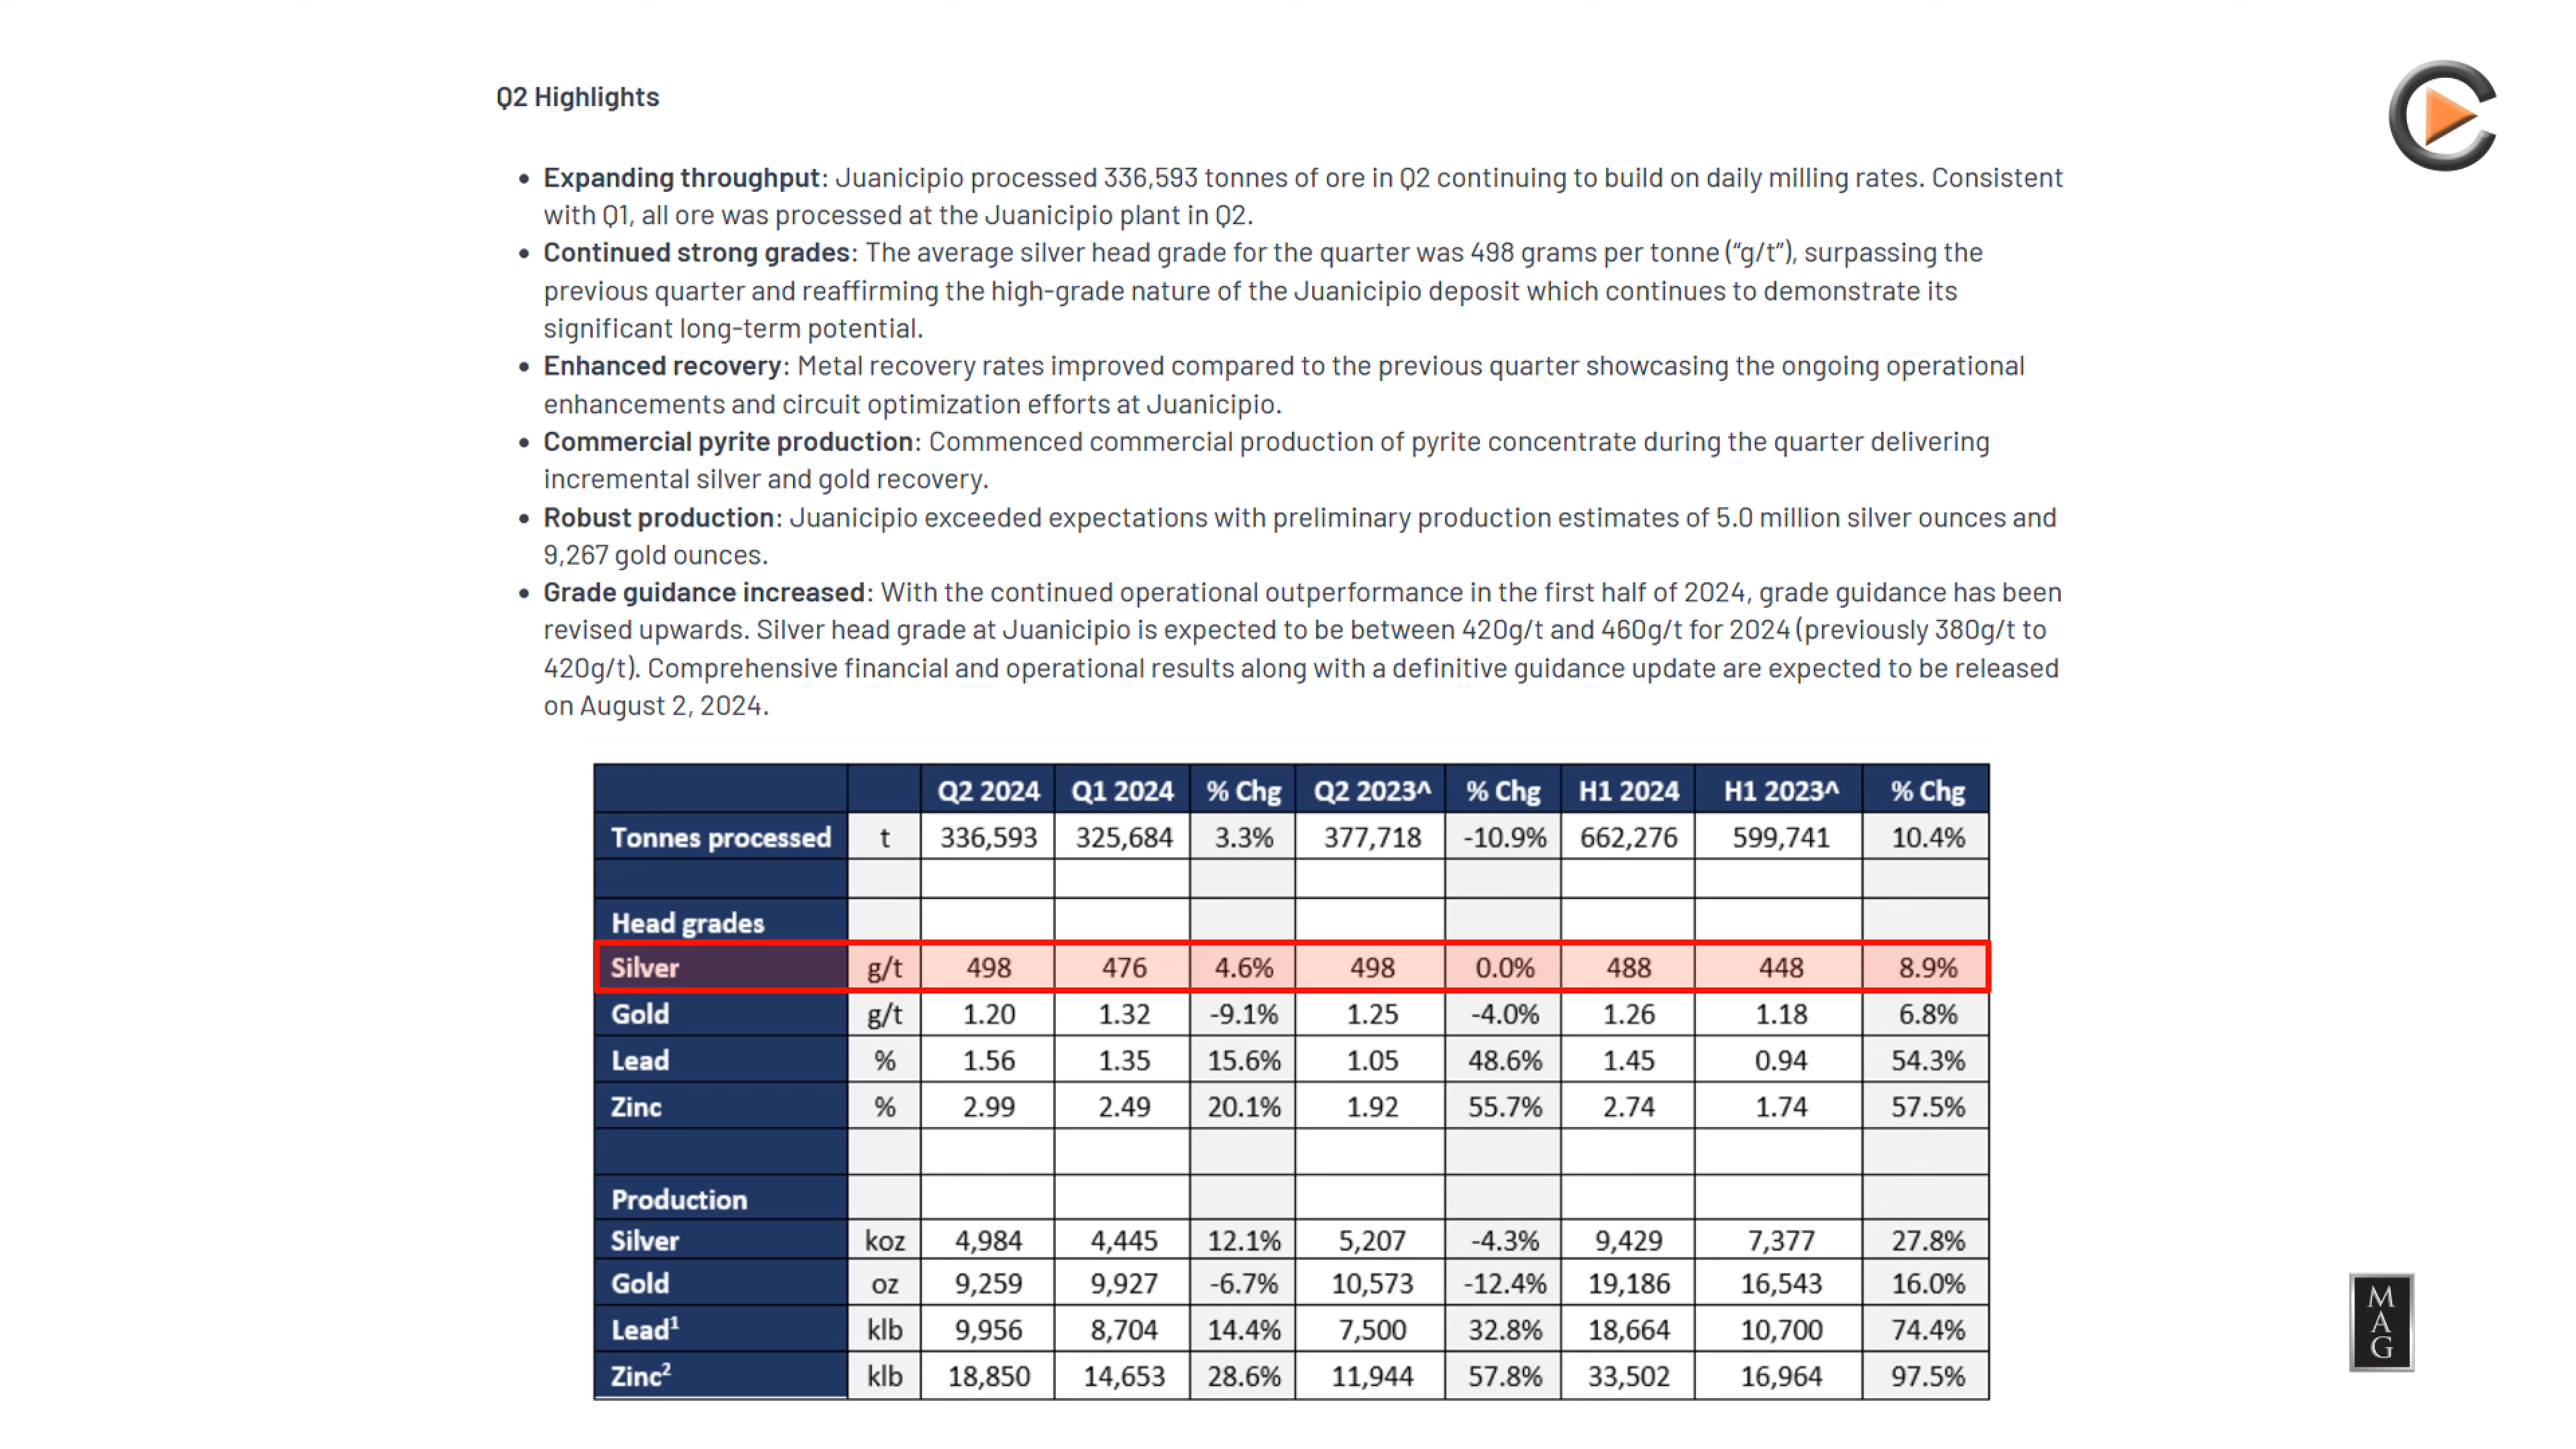 Q2 Highlights
• Expanding throughput: Juanicipio processed 336,593 tonnes of ore in Q2 continuing to build on daily milling rates. Consistent
with Q1, all ore was processed at the Juanicipio plant in Q2.
• Continued strong grades: The average silver head grade for the quarter was 498 grams per tonne (“g/t”), surpassing the
previous quarter and reaffirming the high-grade nature of the Juanicipio deposit which continues to demonstrate its
significant long-term potential.
• Enhanced recovery: Metal recovery rates improved compared to the previous quarter showcasing the ongoing operational
enhancements and circuit optimization efforts at Juanicipio.
• Commercial pyrite production: Commenced commercial production of pyrite concentrate during the quarter delivering
incremental silver and gold recovery.
• Robust production: Juanicipio exceeded expectations with preliminary production estimates of 5.0 million silver ounces and
9,267 gold ounces.
• Grade guidance increased: With the continued operational outperformance in the first half of 2024, grade guidance has been
revised upwards. Silver head grade at Juanicipio is expected to be between 420g/t and 460g/t for 2024 (previously 380g/t to
420g/t). Comprehensive financial and operational results along with a definitive guidance update are expected to be released
on August 2, 2024.
Q2 2024 Q1 2024 % Chg Q2 2023^ % Chg H1 2024 H1 2023^ % Chg
Tonnes processed t 336,593 325,684 3.3% 377,718 -10.9% 662,276 599,741 10.4%
Head grades
Silver g/t 498 476 4.6% 498 0.0% 488 448 8.9%
Gold g/t 1.20 1.32 -9.1% 1.25 -4.0% 1.26 1.18 6.8%
Lead % 1.56 1.35 15.6% 1.05 48.6% 1.45 0.94 54.3%
Zinc % 2.99 2.49 20.1% 1.92 55.7% 2.74 1.74 57.5%
Production
Silver koz 4,984 4,445 12.1% 5,207 -4.3% 9,429 7,377 27.8%
Gold oz 9,259 9,927 -6.7% 10,573 -12.4% 19,186 16,543 16.0%
Lead¹ klb 9,956 8,704 14.4% 7,500 32.8% 18,664 10,700 74.4%
Zinc² klb 18,850 14,653 28.6% 11,944 57.8% 33,502 16,964 97.5%
MAG